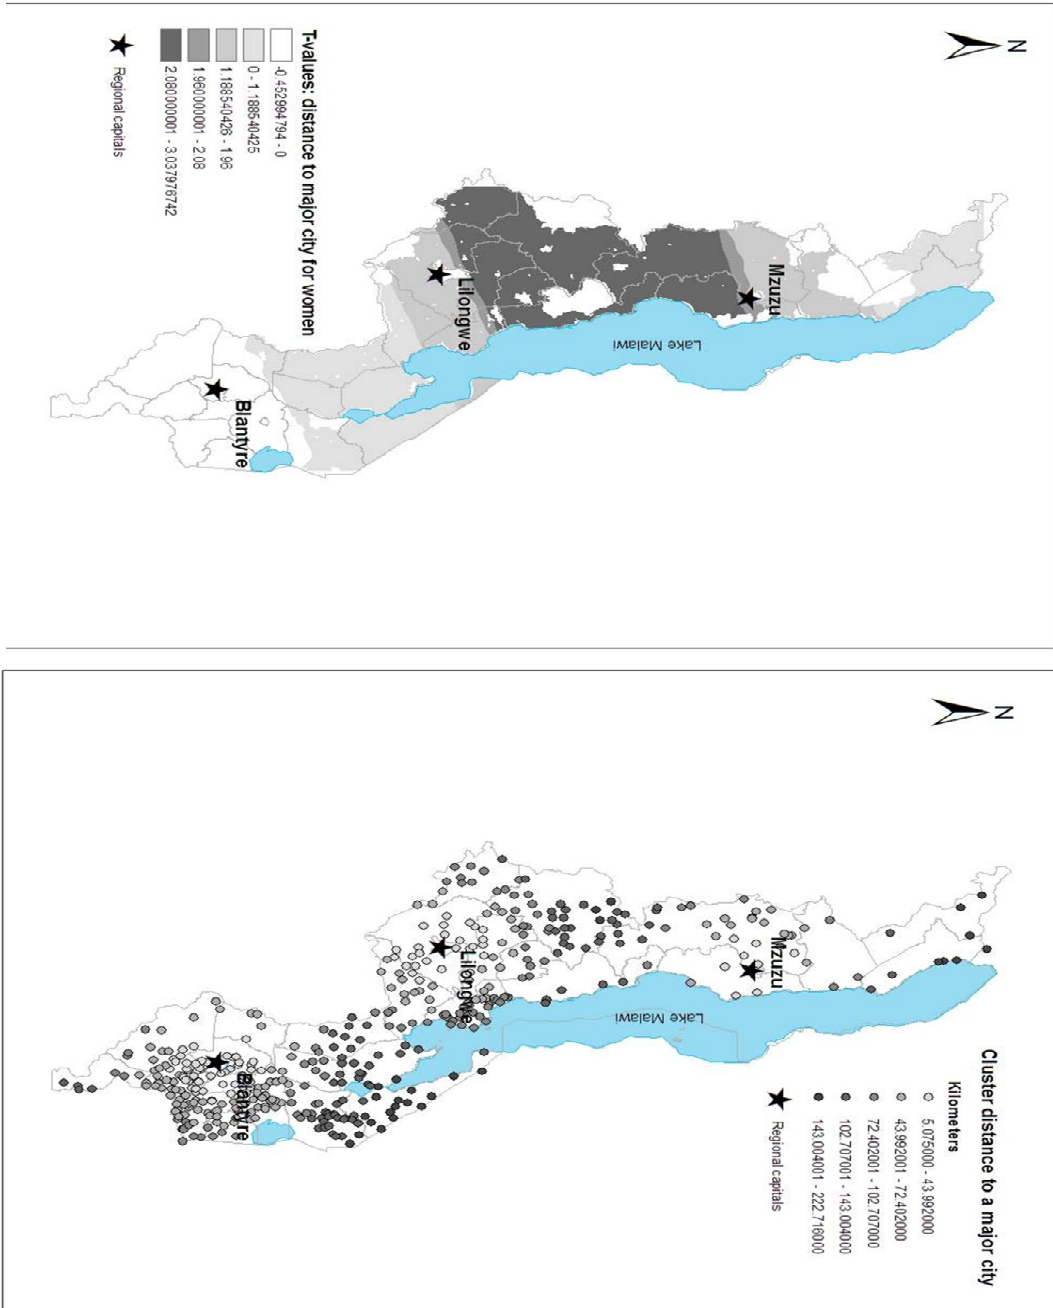 N
T-values: distance to major city for women
-0.452994794 - 0
0 - 1.188540425
1.188540426 - 1.96
1.960000001 - 2.08
2.080000001 - 3.037976742
Regional capitals
Mzuzu
Lilongwe
Blantyre
Lake Malawi
N
Cluster distance to a major city
Kilometers
5.075000 - 43.992000
43.992001 - 72.402000
72.402001 - 102.707000
102.707001 - 143.004000
143.004001 - 222.716000
Regional capitals
Mzuzu
Lilongwe
Blantyre
Lake Malawi